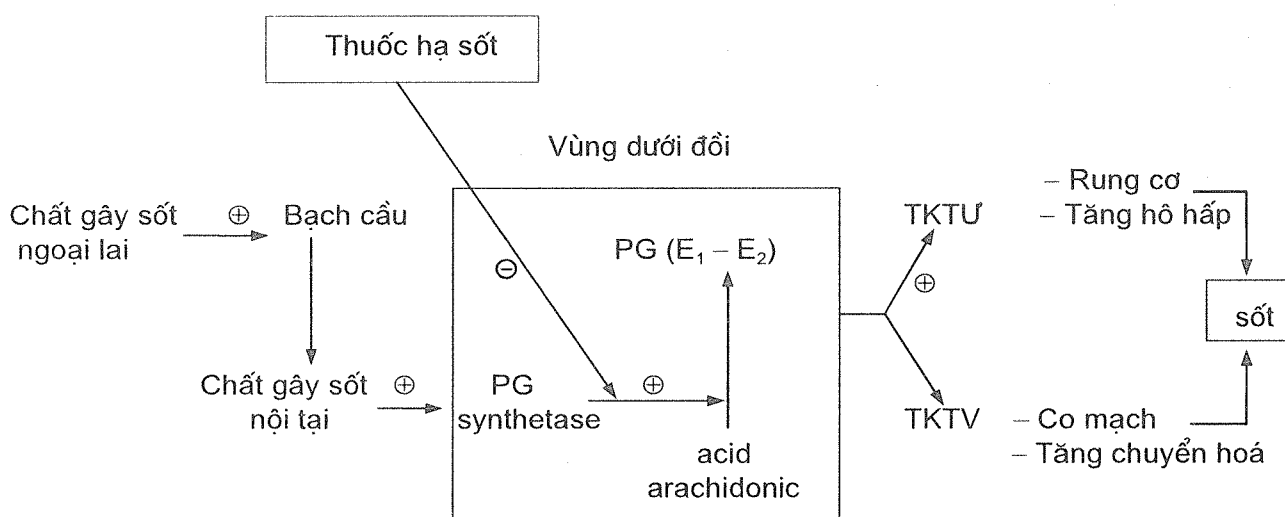 Thuốc hạ sốt
Vùng dưới đồi
Chất gây sốt
ngoại lai
⊕
Bạch cầu
Chất gây sốt
nội tại
⊕
PG (E₁ – E₂)
⊖
PG
synthetase
⊕
acid
arachidonic
TKTƯ
⊕
TKTV
– Rung cơ
– Tăng hô hấp
sốt
– Co mạch
– Tăng chuyển hoá